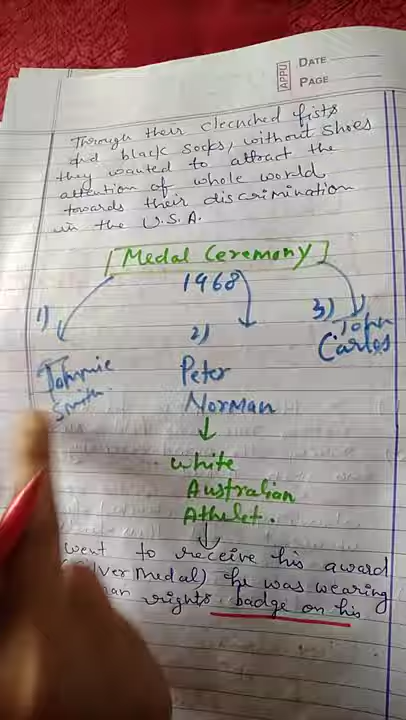 APPU
DATE
PAGE
Through their clenched fists
and black socks, without shoes
they wanted to attract the
attention of whole world
towards their discrimination
in the U.S.A.
[Medal Ceremony]
1968
1) 2) 3) John
Carlos
Tommie
Smith.
Peter
Norman
white
Australian
Athelet.
went to receive his award
(Silver Medal) he was wearing
rights badge on his